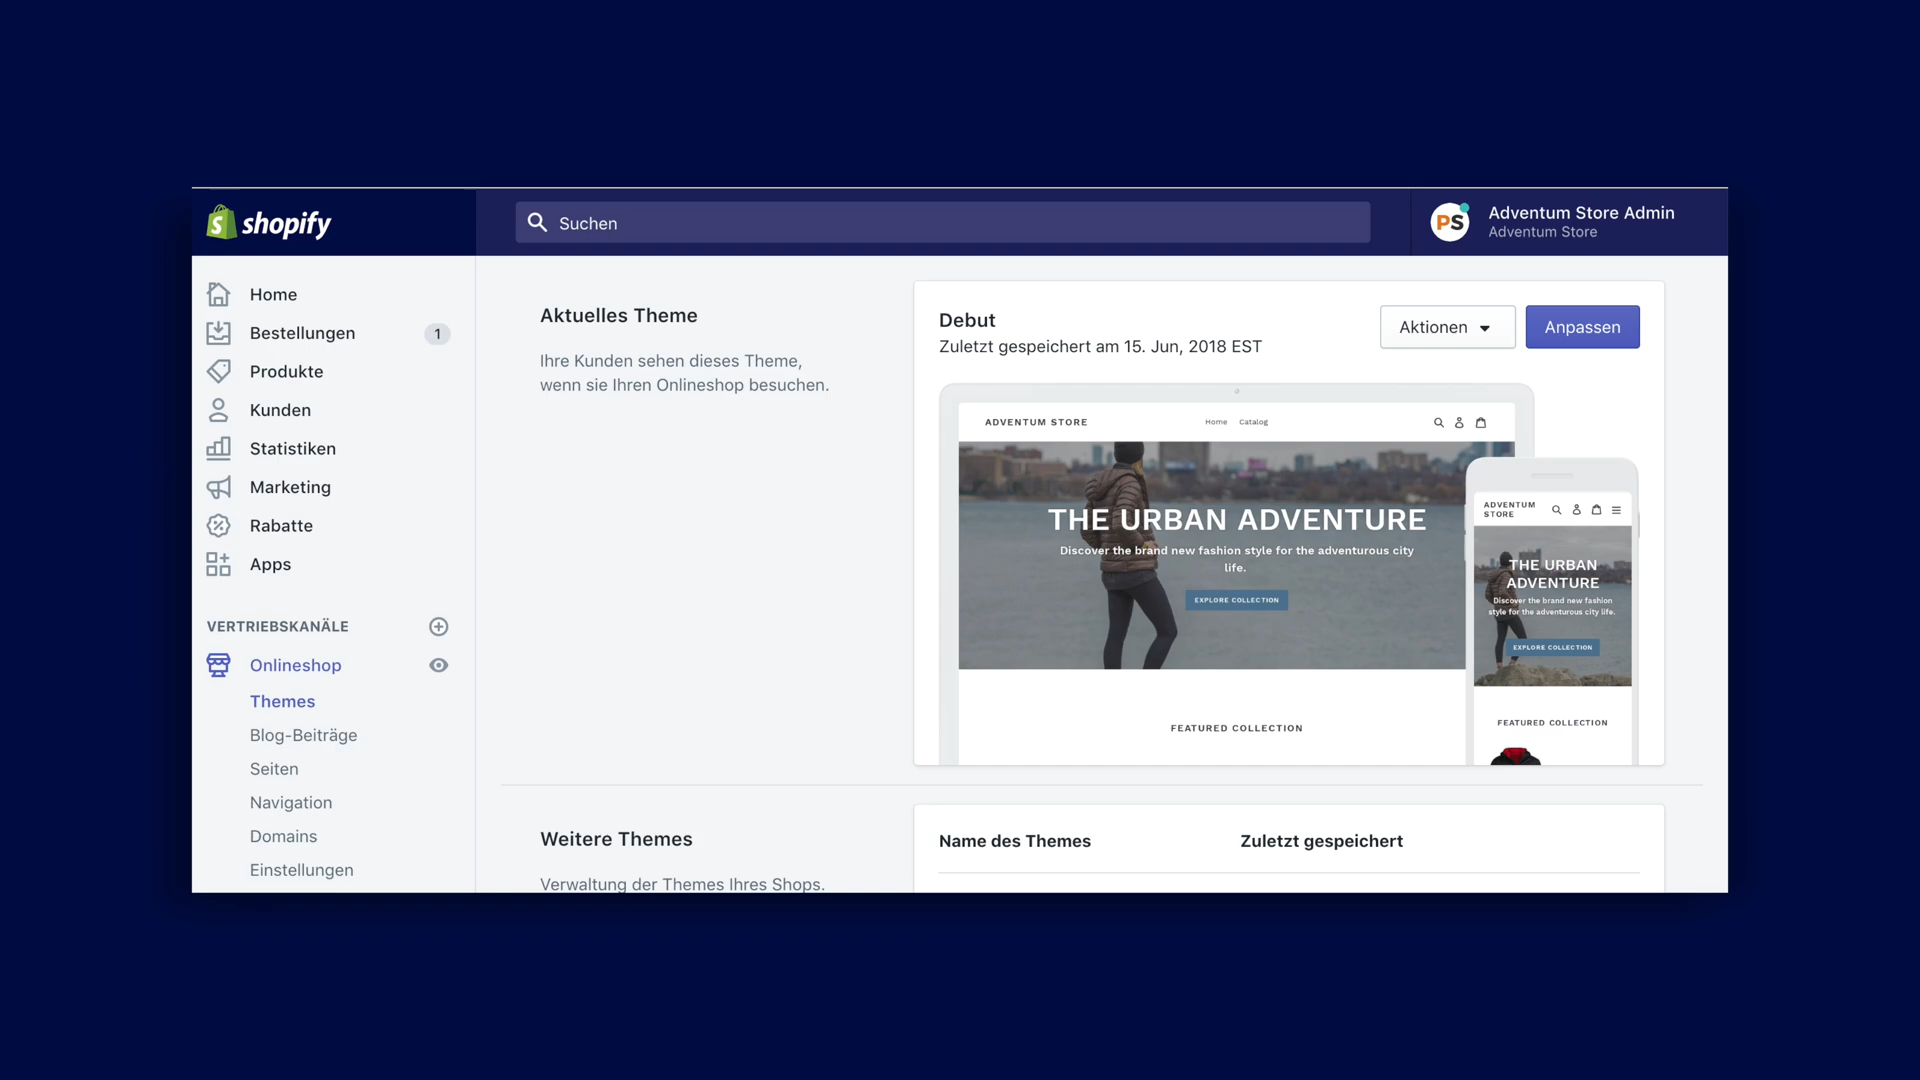 shopify
Suchen
PS
Adventum Store Admin
Adventum Store
Home
Bestellungen
1
Produkte
Kunden
Statistiken
Marketing
Rabatte
Apps
VERTRIEBSKANÄLE
Onlineshop
Themes
Blog-Beiträge
Seiten
Navigation
Domains
Einstellungen
Aktuelles Theme
Ihre Kunden sehen dieses Theme,
wenn sie Ihren Onlineshop besuchen.
Debut
Zuletzt gespeichert am 15. Jun, 2018 EST
Aktionen
Anpassen
ADVENTUM STORE
Home Catalog
THE URBAN ADVENTURE
Discover the brand new fashion style for the adventurous city
life.
EXPLORE COLLECTION
FEATURED COLLECTION
ADVENTUM
STORE
THE URBAN
ADVENTURE
Discover the brand new fashion
style for the adventurous city life.
EXPLORE COLLECTION
FEATURED COLLECTION
Weitere Themes
Verwaltung der Themes Ihres Shops.
Name des Themes Zuletzt gespeichert